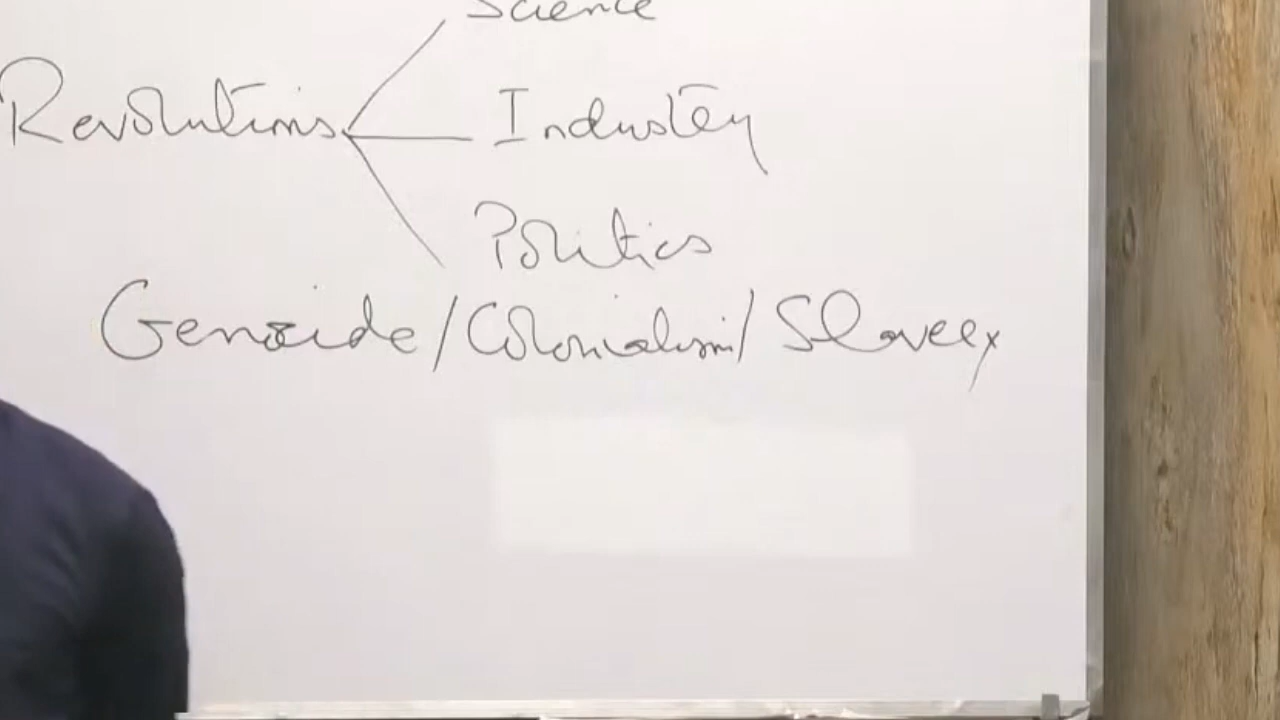 Science
Revolutions
Industry
Politics
Genocide/Colonialism/Slavery